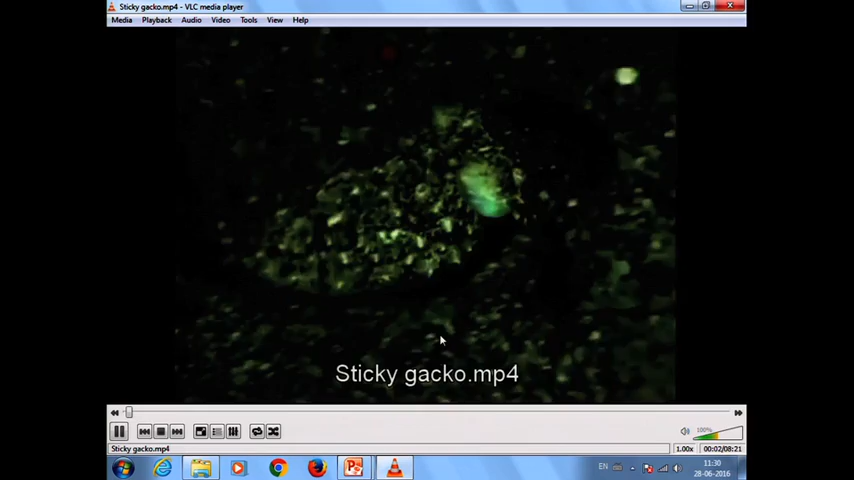 Sticky gacko.mp4 - VLC media player
Media Playback Audio Video Tools View Help
Sticky gacko.mp4
100%
Sticky gacko.mp4 1.00x 00:02/08:21
EN 11:30
28-06-2016